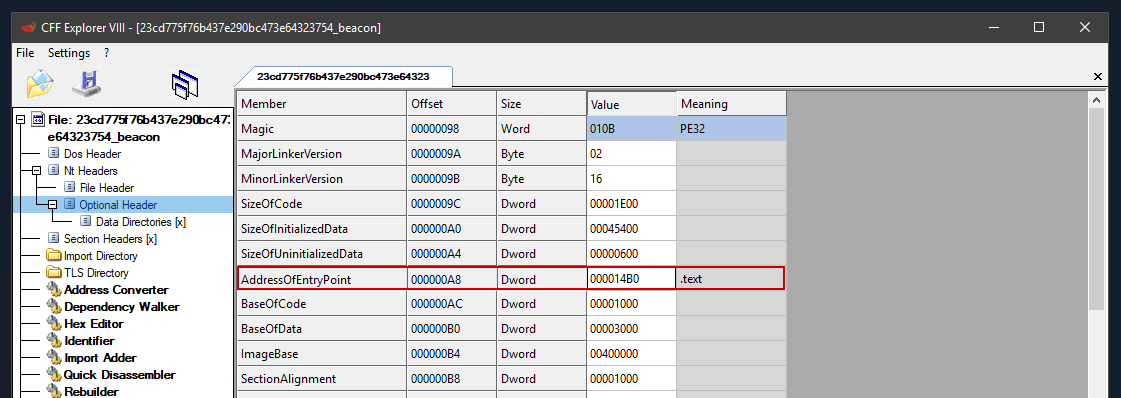 CFF Explorer VIII - [23cd775f76b437e290bc473e64323754_beacon]
File Settings ?
23cd775f76b437e290bc473e64323
File: 23cd775f76b437e290bc47
e64323754_beacon
Dos Header
Nt Headers
File Header
Optional Header
Data Directories [x]
Section Headers [x]
Import Directory
TLS Directory
Address Converter
Dependency Walker
Hex Editor
Identifier
Import Adder
Quick Disassembler
Rebuilder
Member Offset Size Value Meaning
Magic 00000098 Word 010B PE32
MajorLinkerVersion 0000009A Byte 02
MinorLinkerVersion 0000009B Byte 16
SizeOfCode 0000009C Dword 00001E00
SizeOfInitializedData 000000A0 Dword 00045400
SizeOfUninitializedData 000000A4 Dword 00000600
AddressOfEntryPoint 000000A8 Dword 000014B0 .text
BaseOfCode 000000AC Dword 00001000
BaseOfData 000000B0 Dword 00003000
ImageBase 000000B4 Dword 00400000
SectionAlignment 000000B8 Dword 00001000